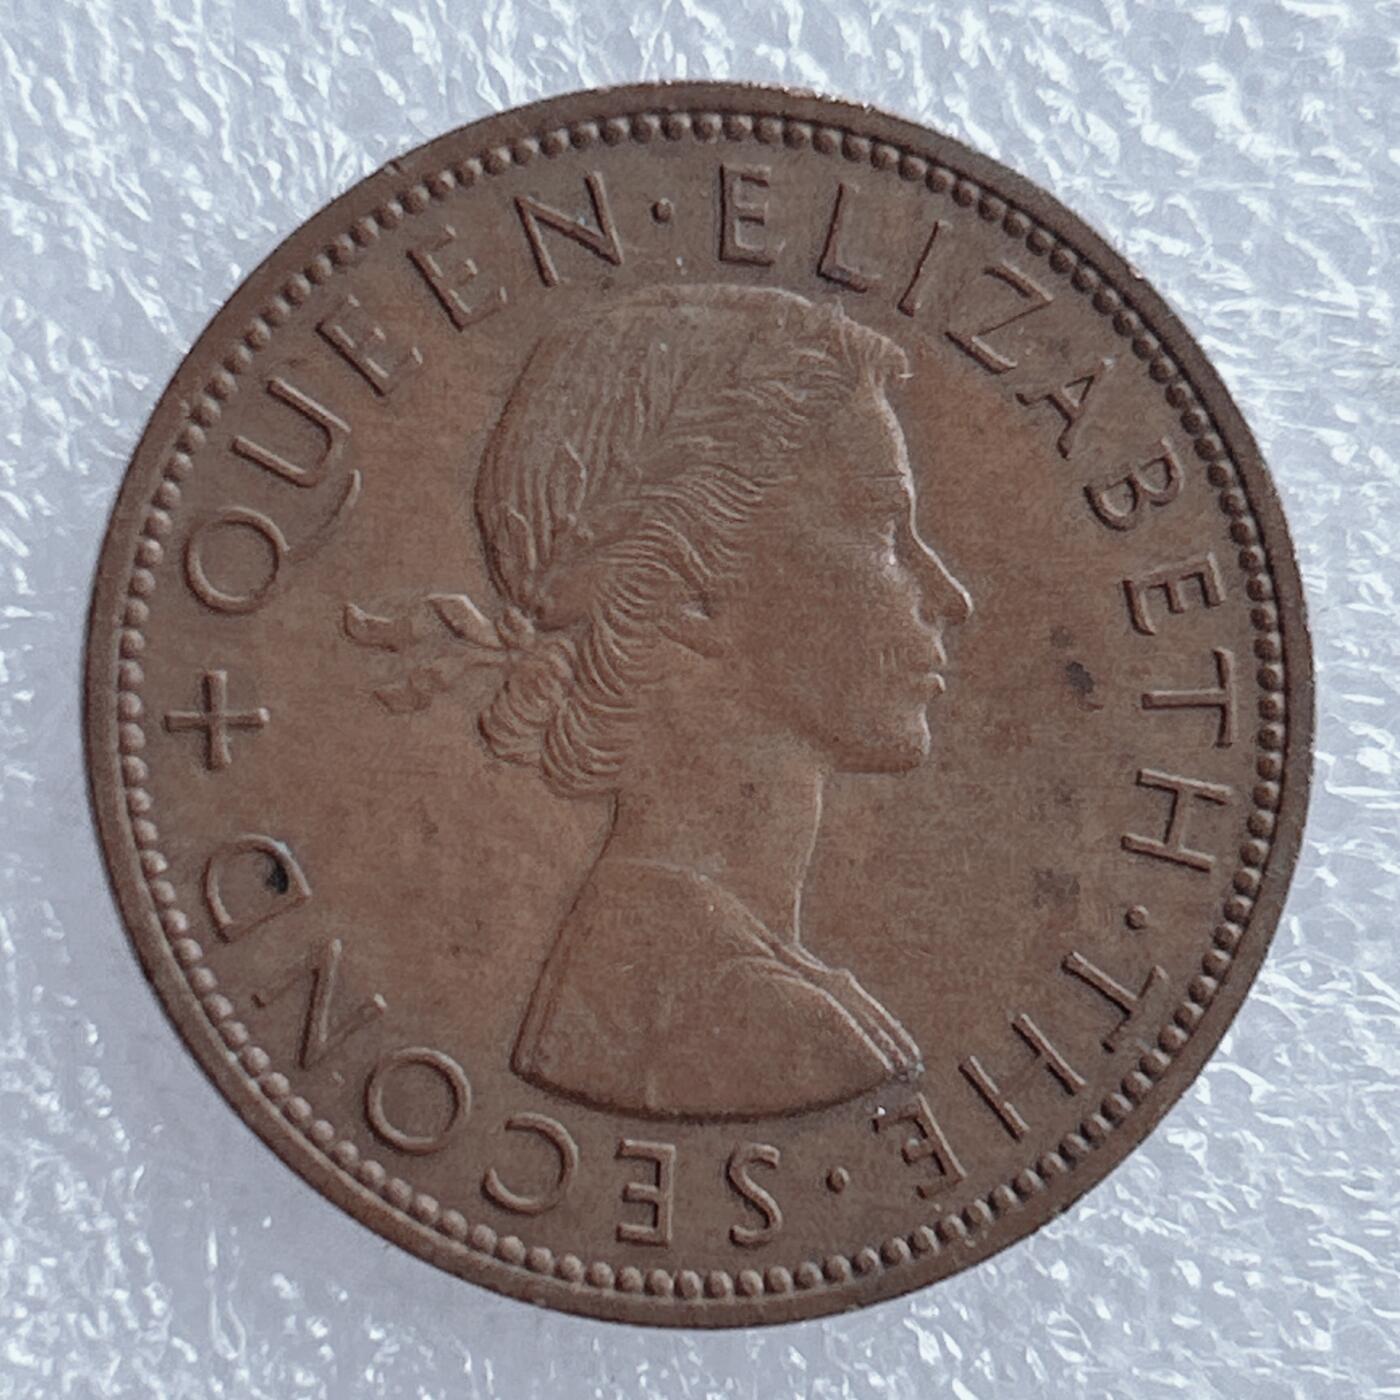 + QUEEN · ELIZABETH · THE · SECOND